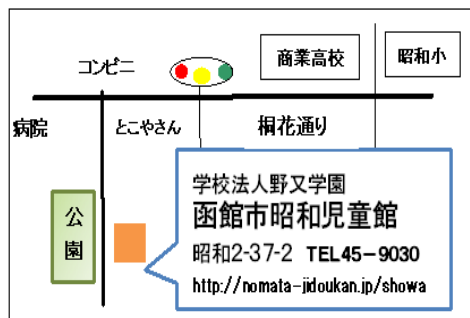 商業高校
昭和小
コンビニ
病院
とこやさん
桐花通り
公園
学校法人野又学園
函館市昭和児童館
昭和2-37-2 TEL45-9030
http://nomata-jidoukan.jp/showa